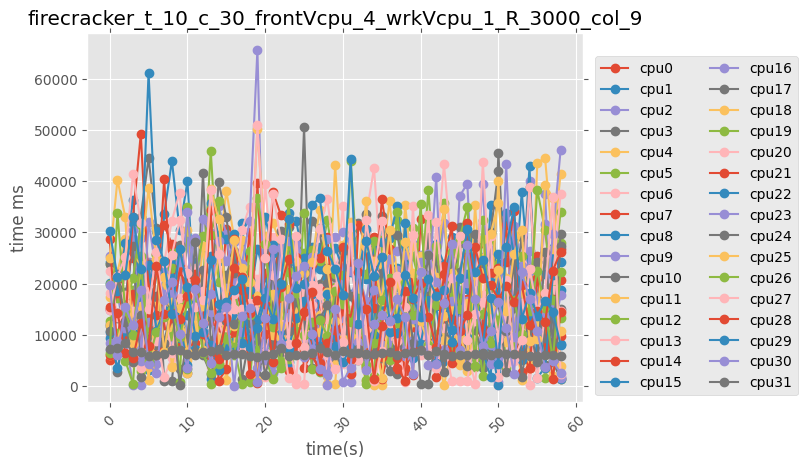 firecracker_t_10_c_30_frontVcpu_4_wrkVcpu_1_R_3000_col_9
time ms
60000
50000
40000
30000
20000
10000
0
0
10
20
30
40
50
60
time(s)
cpu0
cpu1
cpu2
cpu3
cpu4
cpu5
cpu6
cpu7
cpu8
cpu9
cpu10
cpu11
cpu12
cpu13
cpu14
cpu15
cpu16
cpu17
cpu18
cpu19
cpu20
cpu21
cpu22
cpu23
cpu24
cpu25
cpu26
cpu27
cpu28
cpu29
cpu30
cpu31